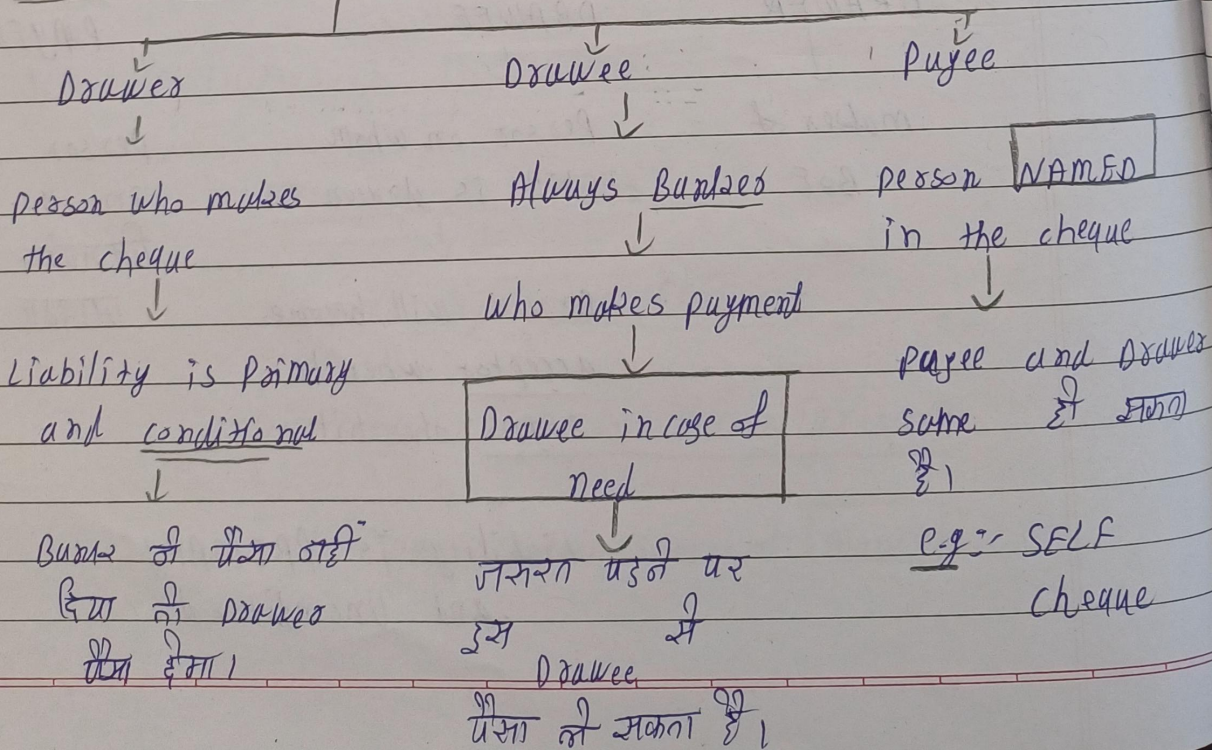 Drawer
Person who makes
the cheque
Liability is Primary
and conditional
Bank ने पैसा नहीं
दिया तो Drawer
पैसा देगा।
Drawee
Always Banker
who makes payment
Drawee in case of
need
जरुरत पड़ने पर
इस से
Drawee
पैसा ले सकता है।
Payee
person NAMED
in the cheque
payee and Drawer
same हो सकता
है।
e.g:- SELF
cheque